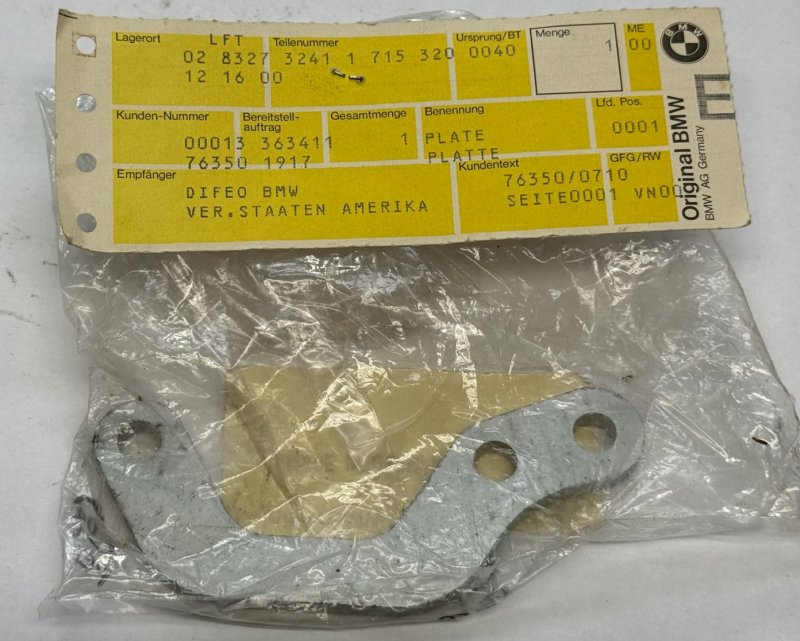 Lagerort LFT Teilenummer Ursprung/BT Menge ME
02 8327 3241 1 715 320 0040 1 00
12 16 00
Kunden-Nummer Bereitstell-auftrag Gesamtmenge Benennung Lfd. Pos.
00013 363411 1 PLATE 0001
76350 1917 PLATTE
Empfänger Kundentext GFG/RW
DIFEO BMW 76350/0710
VER.STAATEN AMERIKA SEITE0001 VN00
E
Original BMW
BMW AG Germany
BMW